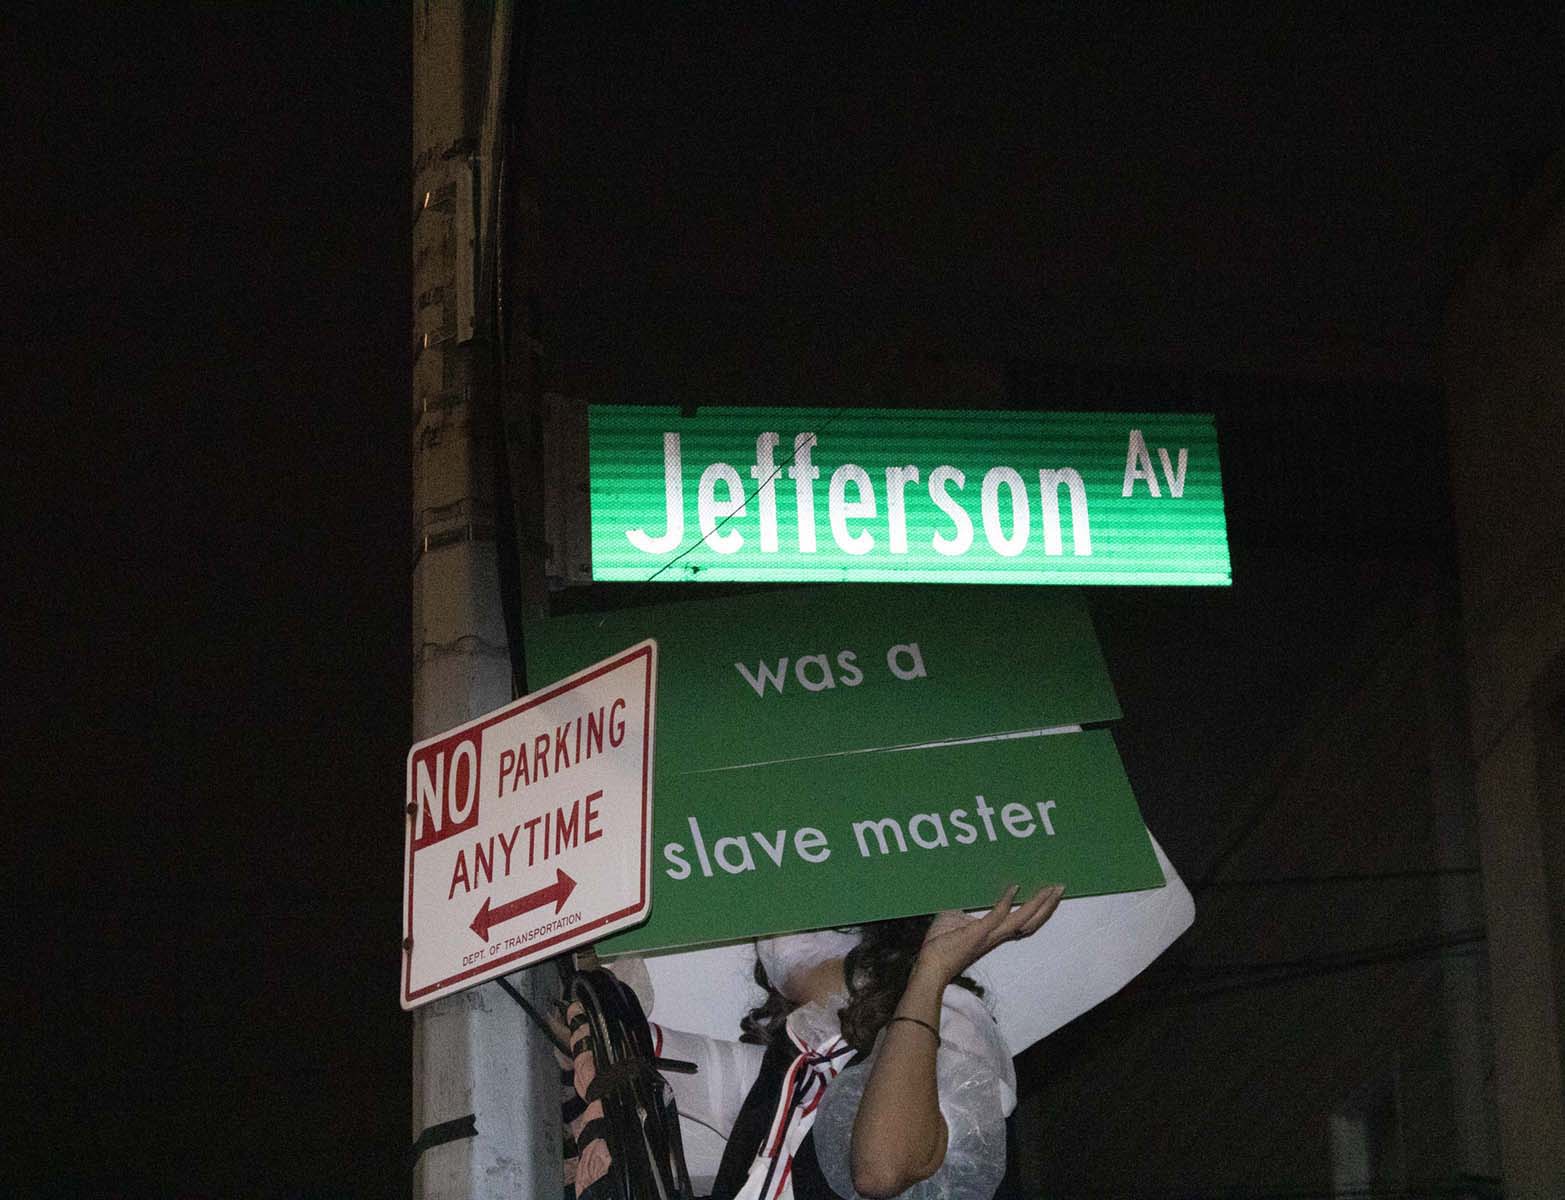 Jefferson Av
was a
slave master
NO PARKING
ANYTIME
DEPT. OF TRANSPORTATION